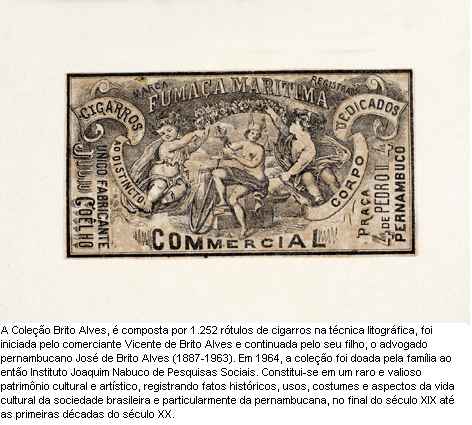 MARCA REGISTRADA
FUMAÇA MARITIMA
CIGARROS
DEDICADOS
AO DISTINCTO
CORPO
COMMERCIAL
UNICO FABRICANTE
COELHO
PRAÇA
DE PEDRO II
PERNAMBUCO
A Coleção Brito Alves, é composta por 1.252 rótulos de cigarros na técnica litográfica, foi
iniciada pelo comerciante Vicente de Brito Alves e continuada pelo seu filho, o advogado
pernambucano José de Brito Alves (1887-1963). Em 1964, a coleção foi doada pela família ao
então Instituto Joaquim Nabuco de Pesquisas Sociais. Constitui-se em um raro e valioso
patrimônio cultural e artístico, registrando fatos históricos, usos, costumes e aspectos da vida
cultural da sociedade brasileira e particularmente da pernambucana, no final do século XIX até
as primeiras décadas do século XX.